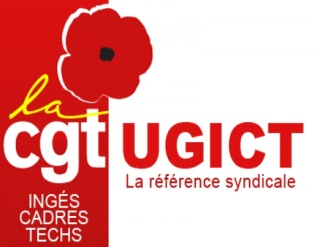 la
cgt UGICT
La référence syndicale
INGÉS
CADRES
TECHS